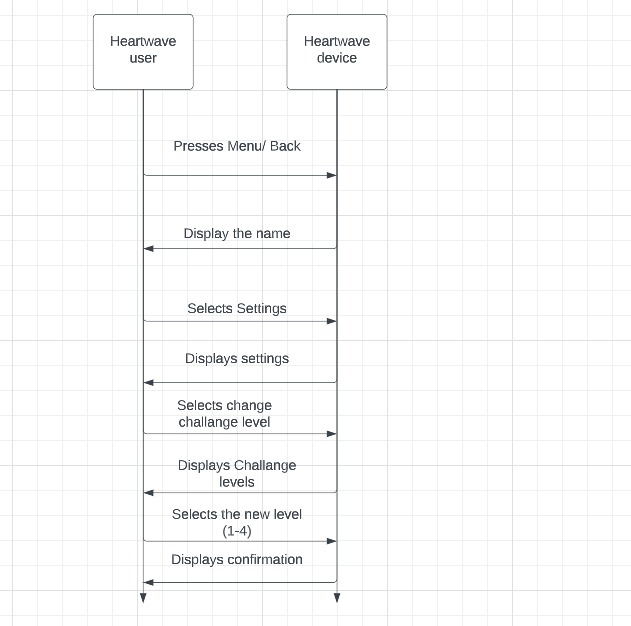 Heartwave
user
Heartwave
device
Presses Menu/ Back
Display the name
Selects Settings
Displays settings
Selects change
challange level
Displays Challange
levels
Selects the new level
(1-4)
Displays confirmation